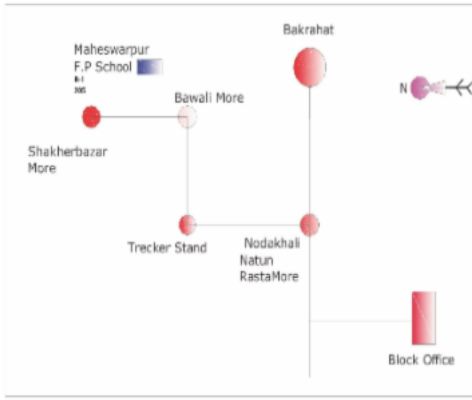 Bakrahat
Maheswarpur
F.P School
N
Bawali More
Shakherbazar
More
Trecker Stand
Nodakhali
Natun
RastaMore
Block Office